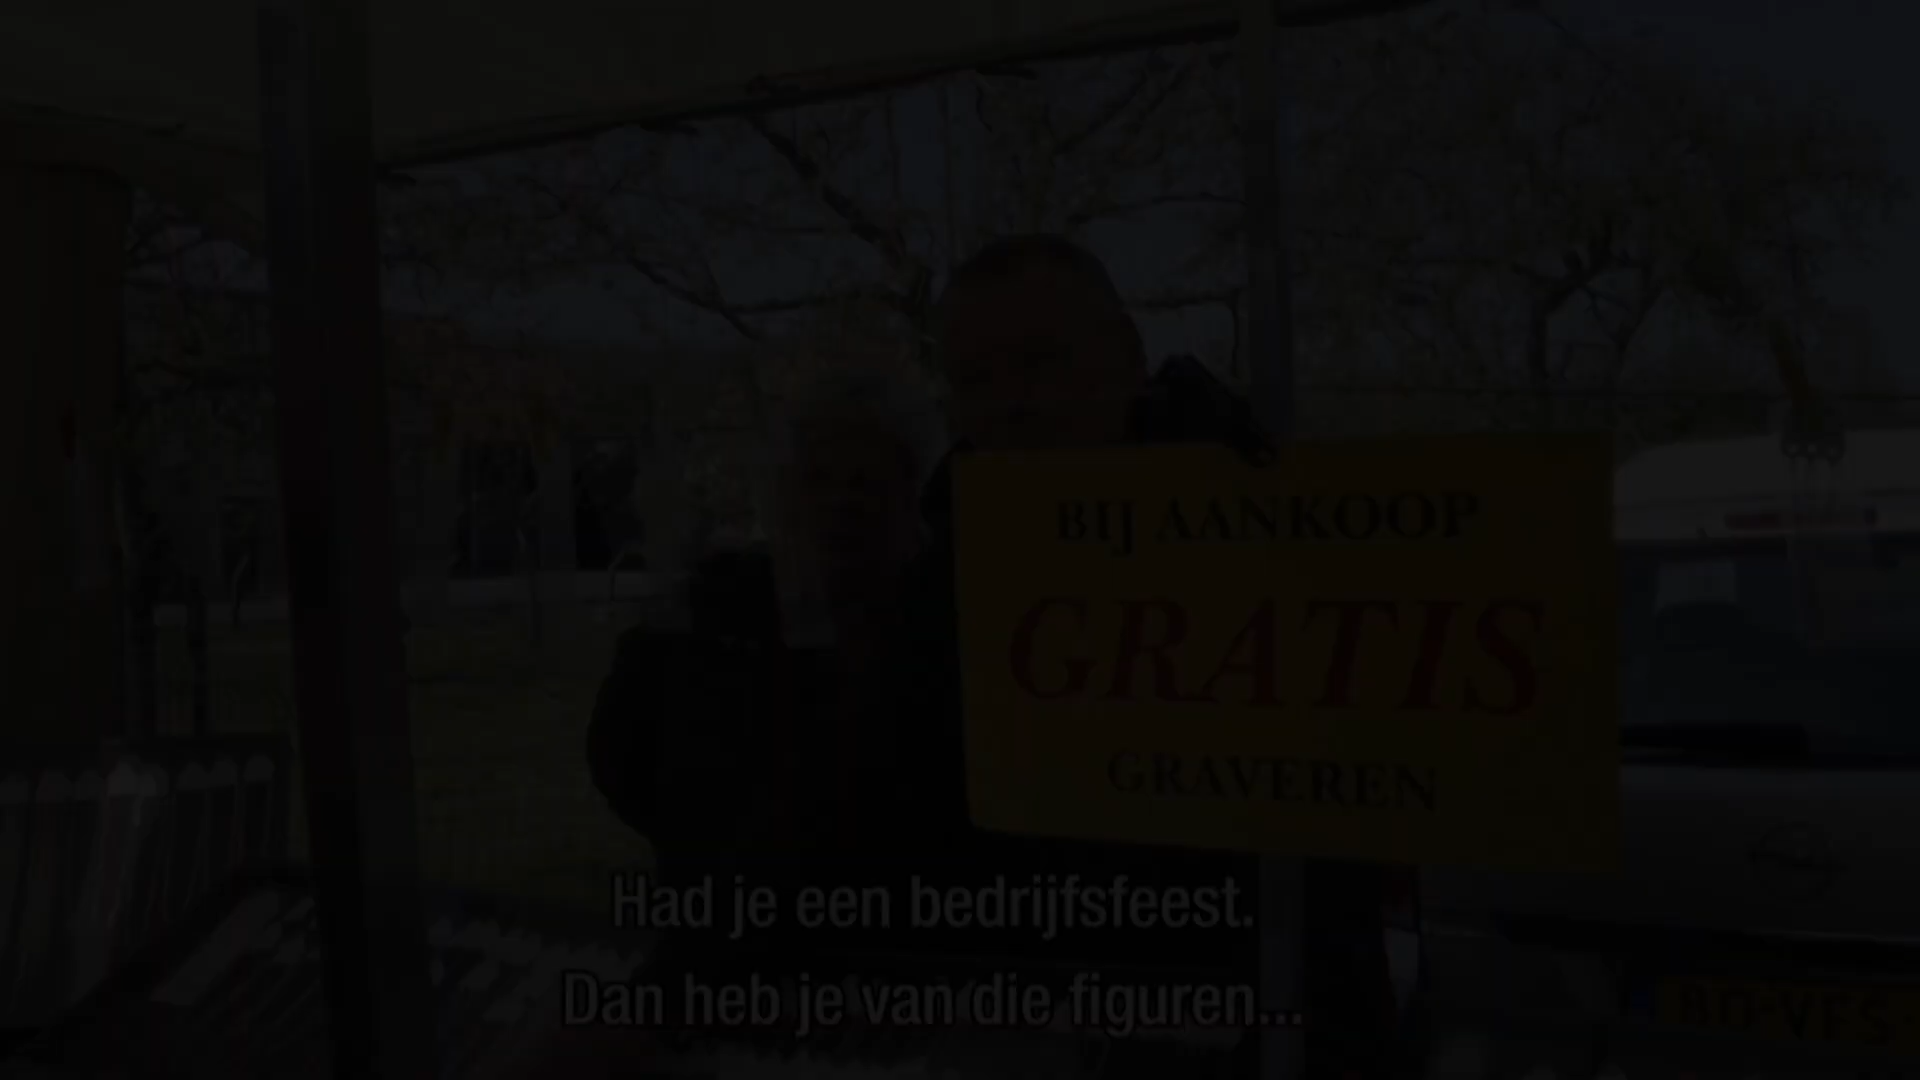 BIJ AANKOOP
GRATIS
GRAVEREN
Had je een bedrijfsfeest.
Dan heb je van die figuren...